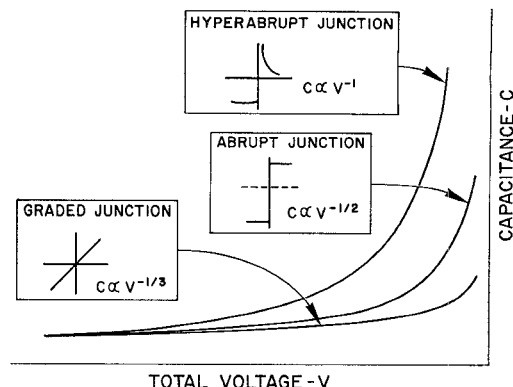 HYPERABRUPT JUNCTION
C∝V⁻¹
ABRUPT JUNCTION
C∝V⁻¹/²
GRADED JUNCTION
C∝V⁻¹/³
CAPACITANCE-C
TOTAL VOLTAGE-V